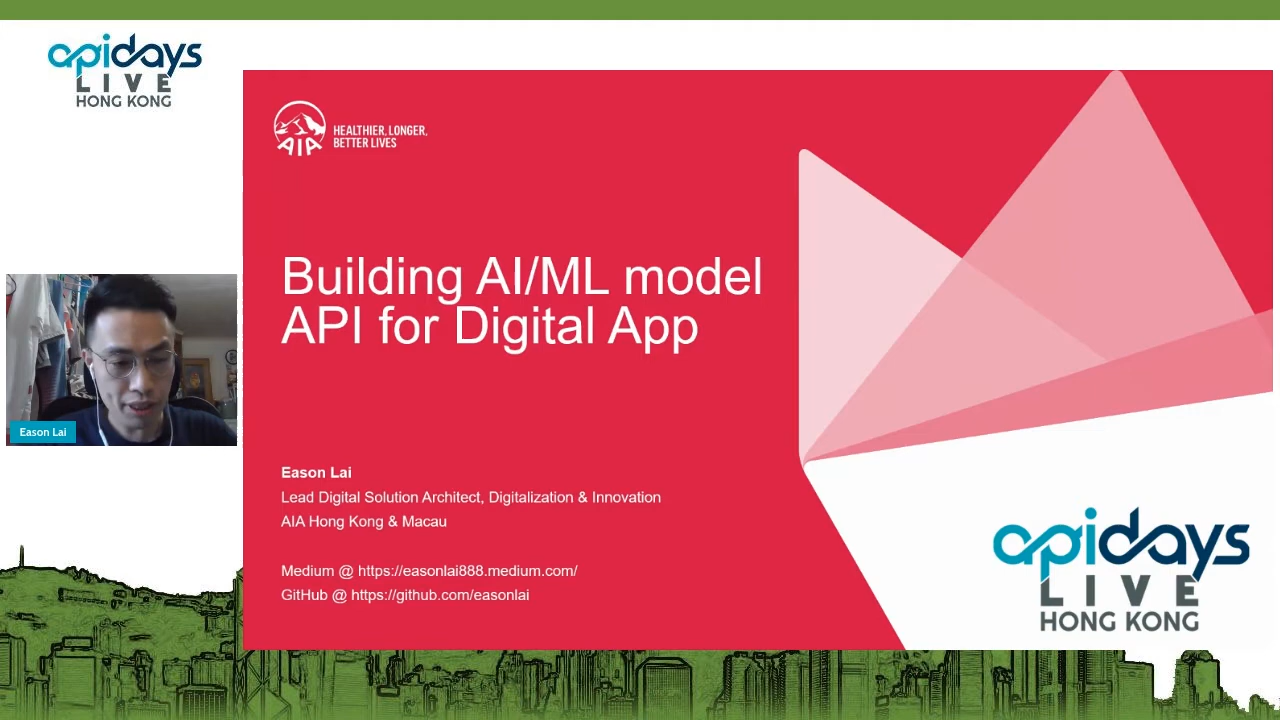 apidays
LIVE
HONG KONG
AIA
HEALTHIER, LONGER,
BETTER LIVES
Building AI/ML model
API for Digital App
Eason Lai
Eason Lai
Lead Digital Solution Architect, Digitalization & Innovation
AIA Hong Kong & Macau
Medium @ https://easonlai888.medium.com/
GitHub @ https://github.com/easonlai
apidays
LIVE
HONG KONG